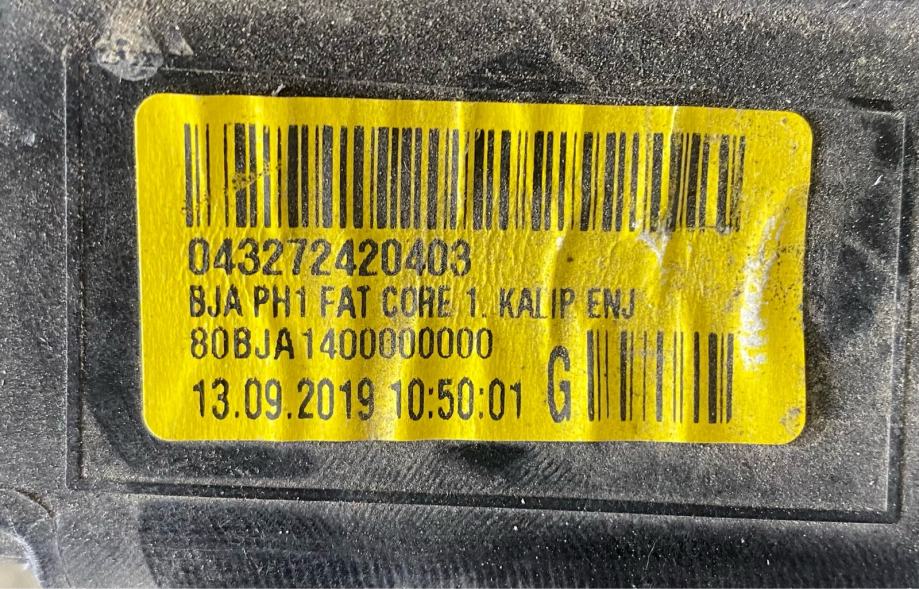 043272420403
BJA PH1 FAT CORE 1. KALIP ENJ
80BJA1400000000
13.09.2019 10:50:01 G